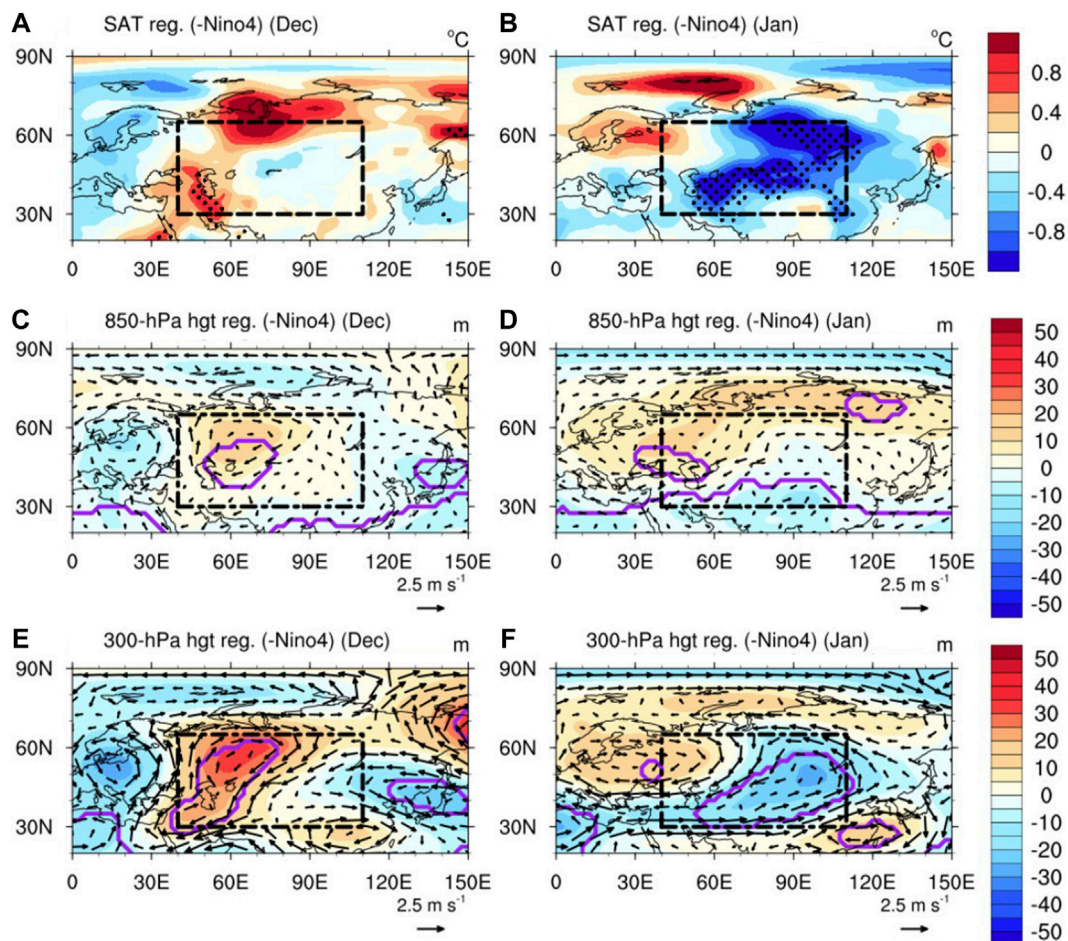 A SAT reg. (-Nino4) (Dec) °C
B SAT reg. (-Nino4) (Jan) °C
90N
60N
30N
0 30E 60E 90E 120E 150E
90N
60N
30N
0 30E 60E 90E 120E 150E
0.8
0.4
0
-0.4
-0.8
C 850-hPa hgt reg. (-Nino4) (Dec) m
D 850-hPa hgt reg. (-Nino4) (Jan) m
90N
60N
30N
0 30E 60E 90E 120E 150E
2.5 m s⁻¹
90N
60N
30N
0 30E 60E 90E 120E 150E
2.5 m s⁻¹
50
40
30
20
10
0
-10
-20
-30
-40
-50
E 300-hPa hgt reg. (-Nino4) (Dec) m
F 300-hPa hgt reg. (-Nino4) (Jan) m
90N
60N
30N
0 30E 60E 90E 120E 150E
2.5 m s⁻¹
90N
60N
30N
0 30E 60E 90E 120E 150E
2.5 m s⁻¹
50
40
30
20
10
0
-10
-20
-30
-40
-50